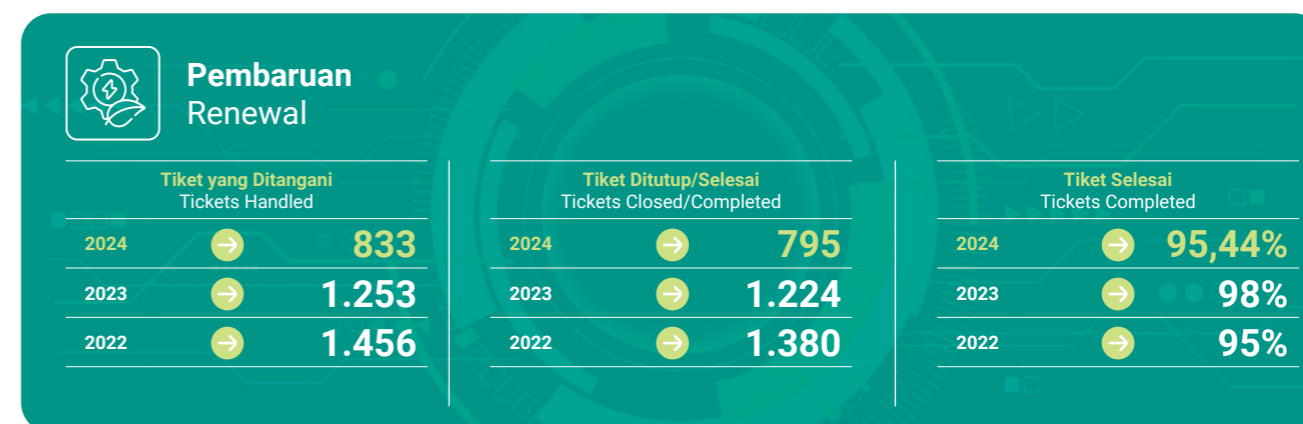 Pembaruan
Renewal
Tiket yang Ditangani
Tickets Handled
2024 833
2023 1.253
2022 1.456
Tiket Ditutup/Selesai
Tickets Closed/Completed
2024 795
2023 1.224
2022 1.380
Tiket Selesai
Tickets Completed
2024 95,44%
2023 98%
2022 95%